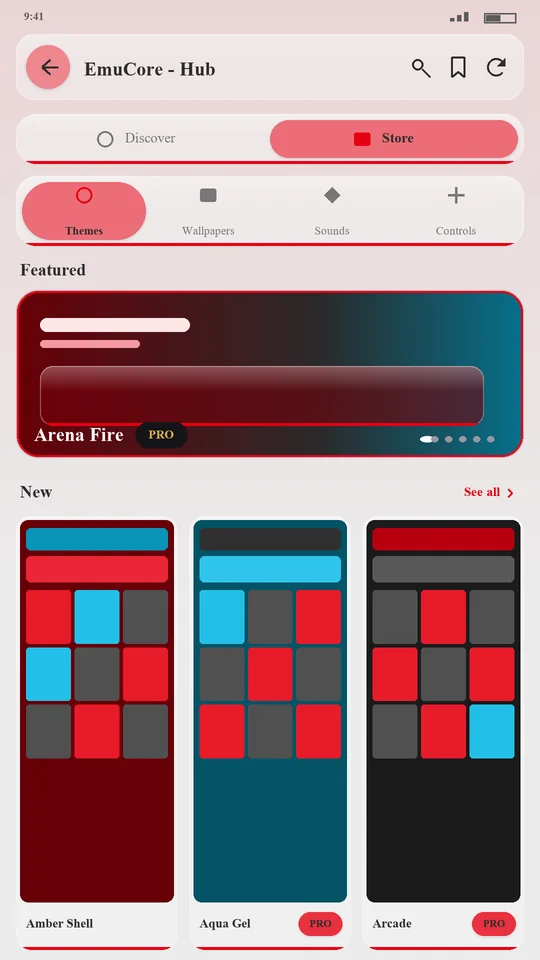 9:41
EmuCore - Hub
Discover
Store
Themes
Wallpapers
Sounds
Controls
Featured
Arena Fire
PRO
New
See all
Amber Shell
Aqua Gel
PRO
Arcade
PRO